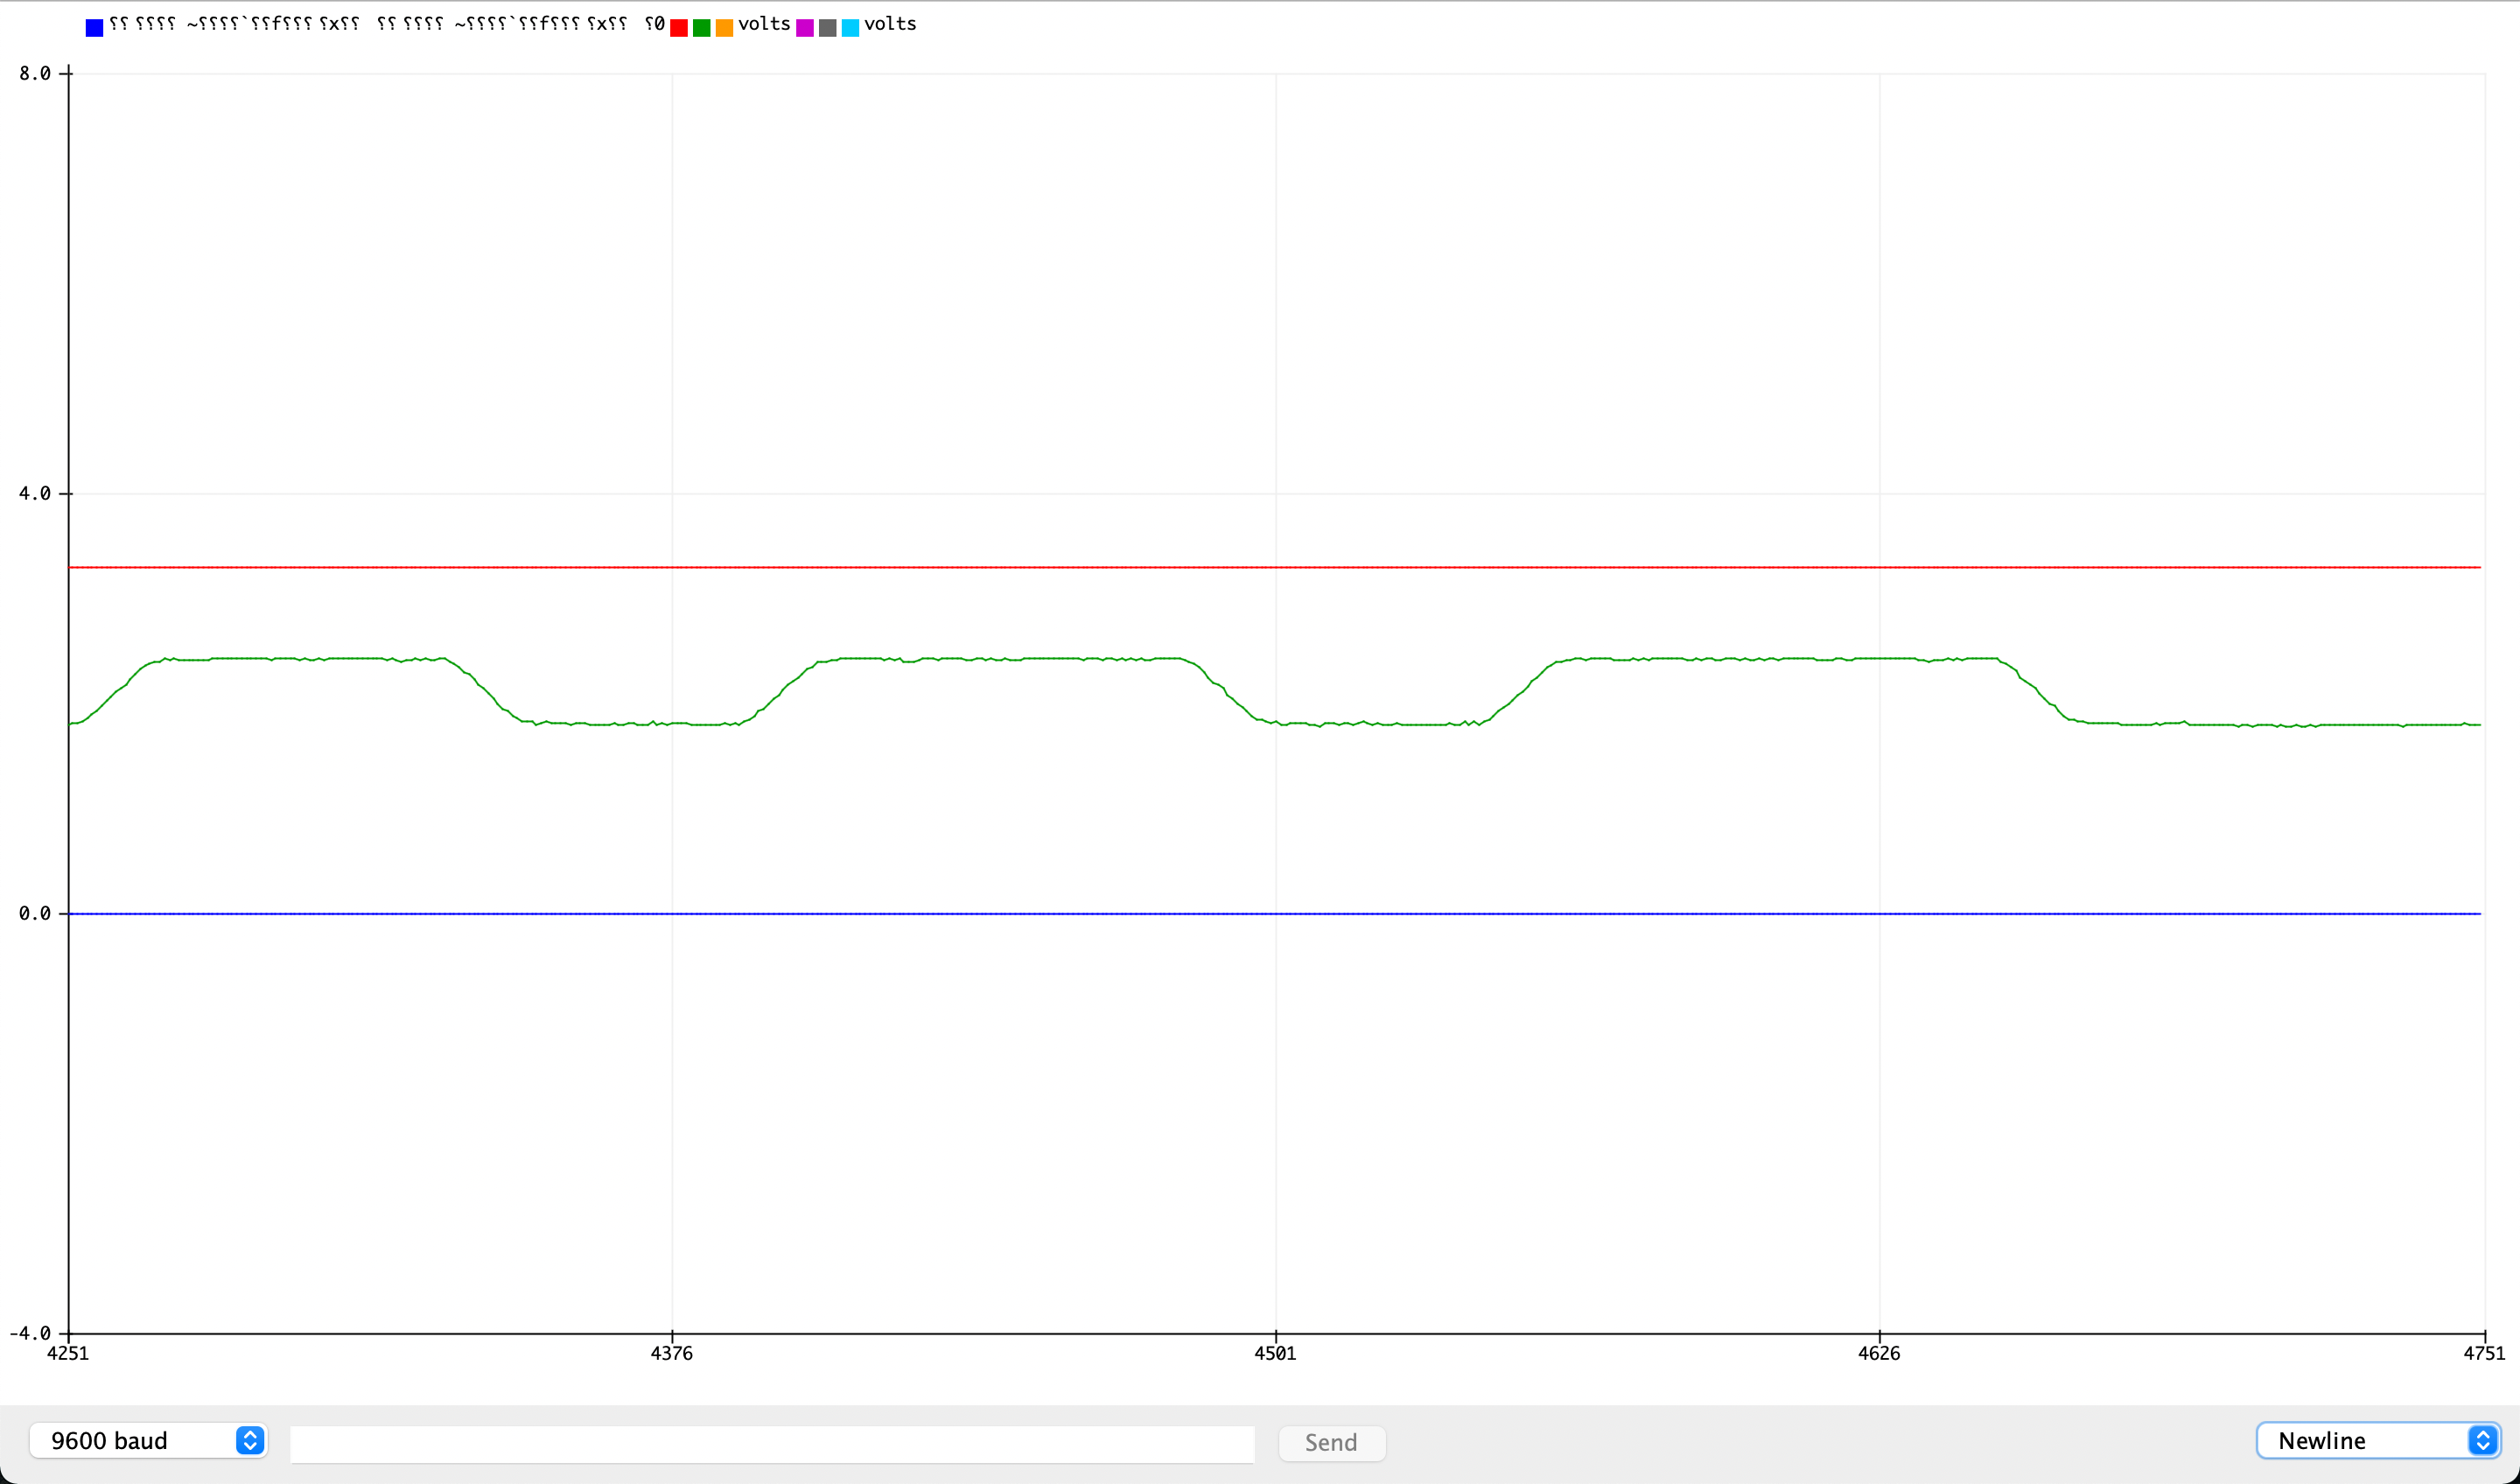 ⸮⸮ ⸮⸮⸮⸮ ~⸮⸮⸮⸮`⸮⸮f⸮⸮⸮ ⸮x⸮⸮ ⸮⸮ ⸮⸮⸮⸮ ~⸮⸮⸮⸮`⸮⸮f⸮⸮⸮ ⸮x⸮⸮ ⸮0 volts volts
8.0
4.0
0.0
-4.0
4251 4376 4501 4626 4751
9600 baud Send Newline